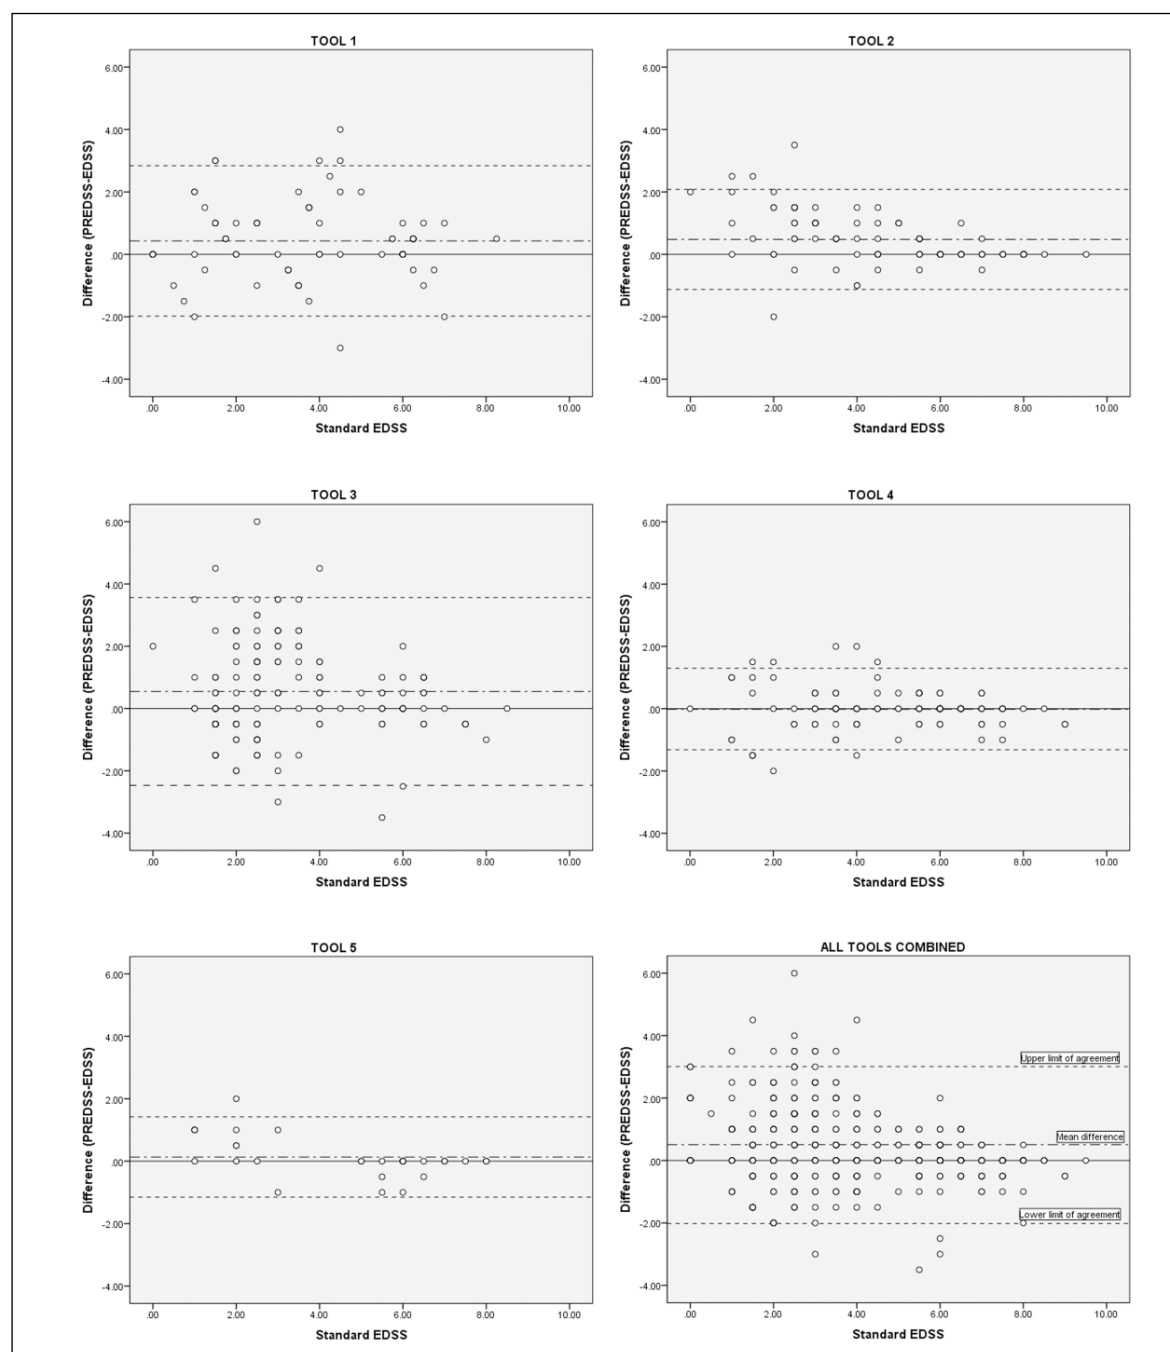 TOOL 1
Difference (PREDSS-EDSS)
6.00
4.00
2.00
.00
-2.00
-4.00
.00 2.00 4.00 6.00 8.00 10.00
Standard EDSS
TOOL 2
Difference (PREDSS-EDSS)
6.00
4.00
2.00
.00
-2.00
-4.00
.00 2.00 4.00 6.00 8.00 10.00
Standard EDSS
TOOL 3
Difference (PREDSS-EDSS)
6.00
4.00
2.00
.00
-2.00
-4.00
.00 2.00 4.00 6.00 8.00 10.00
Standard EDSS
TOOL 4
Difference (PREDSS-EDSS)
6.00
4.00
2.00
.00
-2.00
-4.00
.00 2.00 4.00 6.00 8.00 10.00
Standard EDSS
TOOL 5
Difference (PREDSS-EDSS)
6.00
4.00
2.00
.00
-2.00
-4.00
.00 2.00 4.00 6.00 8.00 10.00
Standard EDSS
ALL TOOLS COMBINED
Difference (PREDSS-EDSS)
6.00
4.00
2.00
.00
-2.00
-4.00
Upper limit of agreement
Mean difference
Lower limit of agreement
.00 2.00 4.00 6.00 8.00 10.00
Standard EDSS